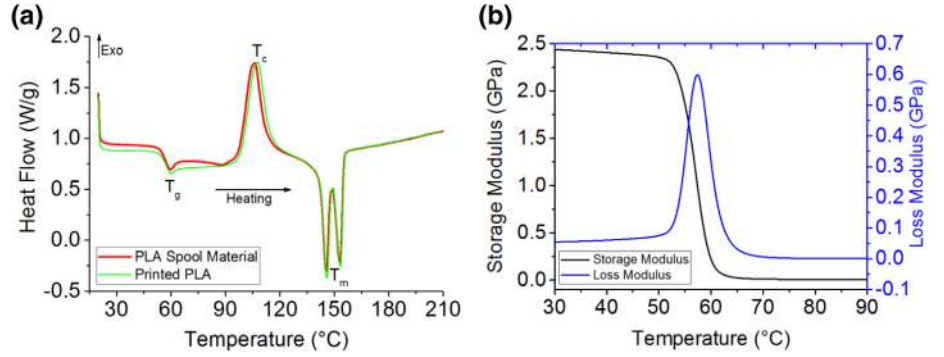 (a)
Exo
Heat Flow (W/g)
2.0
1.5
1.0
0.5
0.0
-0.5
Tc
Tg
Heating
Tm
PLA Spool Material
Printed PLA
30 60 90 120 150 180 210
Temperature (°C)
(b)
Storage Modulus (GPa)
2.5
2.0
1.5
1.0
0.5
0.0
Storage Modulus
Loss Modulus
30 40 50 60 70 80 90
Temperature (°C)
0.7
0.6
0.5
0.4
0.3
0.2
0.1
0.0
-0.1
Loss Modulus (GPa)